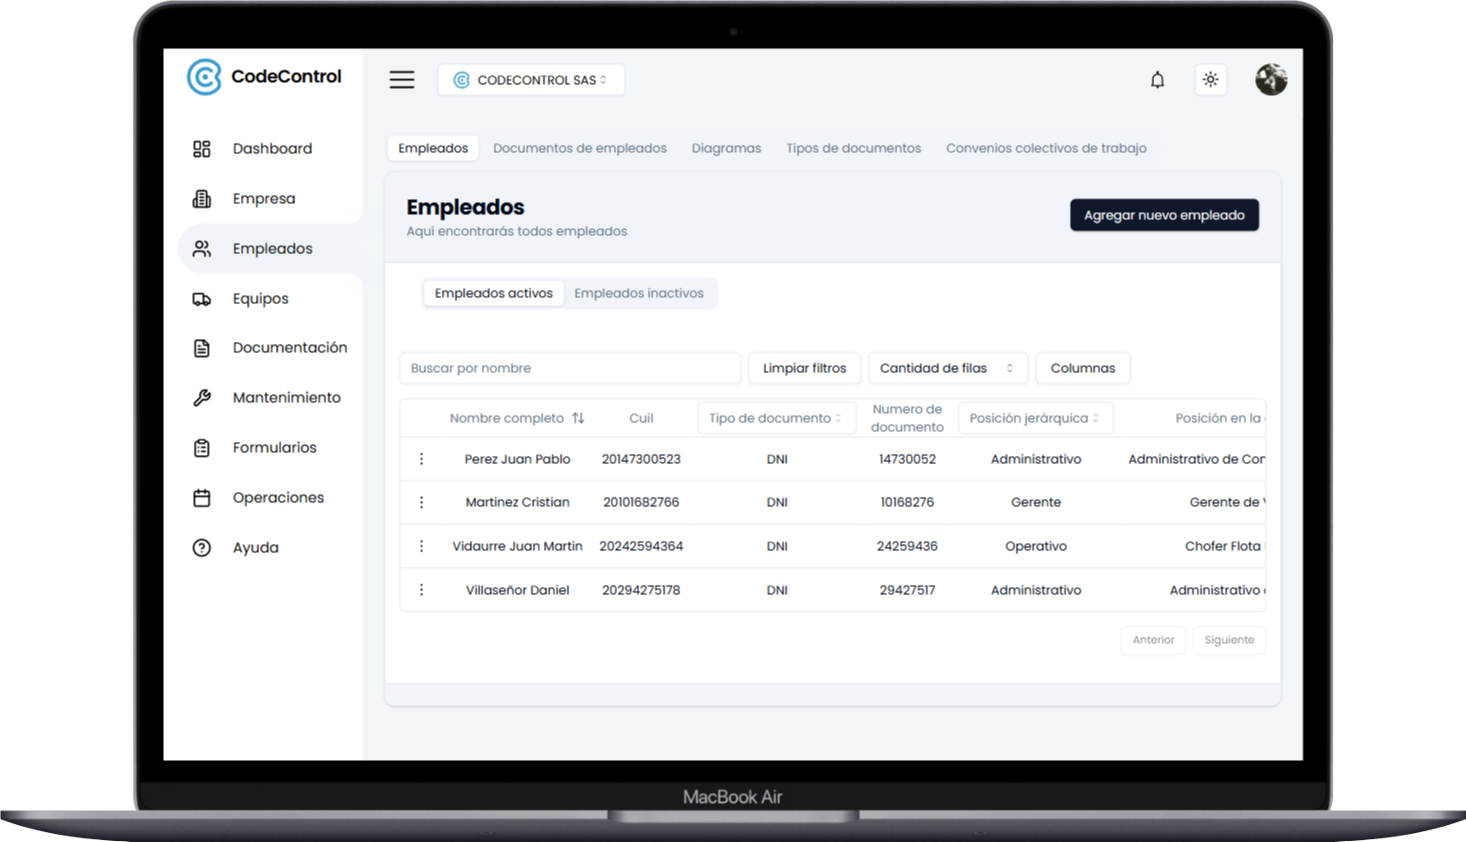 CodeControl
CODECONTROL SAS
Dashboard
Empresa
Empleados
Equipos
Documentación
Mantenimiento
Formularios
Operaciones
Ayuda
Empleados Documentos de empleados Diagramas Tipos de documentos Convenios colectivos de trabajo
Empleados
Aquí encontrarás todos empleados
Agregar nuevo empleado
Empleados activos Empleados inactivos
Buscar por nombre Limpiar filtros Cantidad de filas Columnas
Nombre completo Cuil Tipo de documento Numero de documento Posición jerárquica Posición en la
Perez Juan Pablo 20147300523 DNI 14730052 Administrativo Administrativo de
Martinez Cristian 20101682766 DNI 10168276 Gerente Gerente de
Vidaurre Juan Martin 20242594364 DNI 24259436 Operativo Chofer Flota
Villaseñor Daniel 20294275178 DNI 29427517 Administrativo Administrativo
Anterior Siguiente
MacBook Air